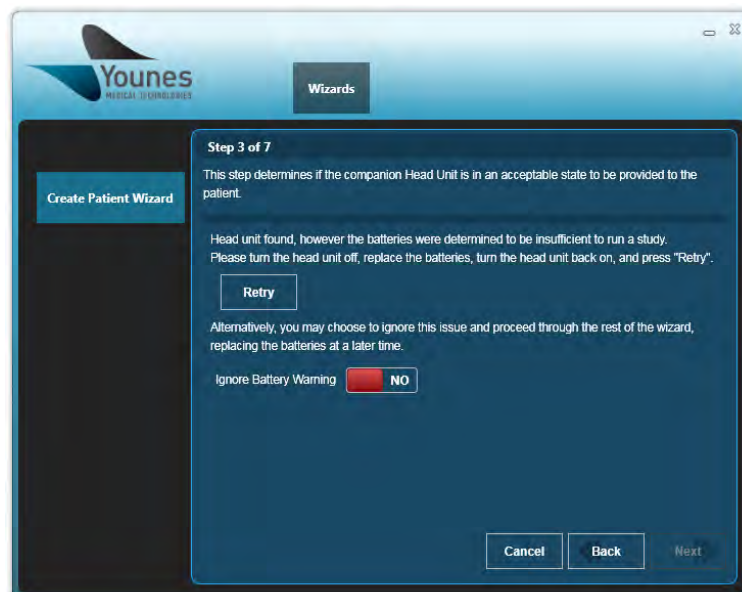 Younes
MEDICAL TECHNOLOGIES
Wizards
Create Patient Wizard
Step 3 of 7
This step determines if the companion Head Unit is in an acceptable state to be provided to the
patient.
Head unit found, however the batteries were determined to be insufficient to run a study.
Please turn the head unit off, replace the batteries, turn the head unit back on, and press "Retry".
Retry
Alternatively, you may choose to ignore this issue and proceed through the rest of the wizard,
replacing the batteries at a later time.
Ignore Battery Warning NO
Cancel Back Next